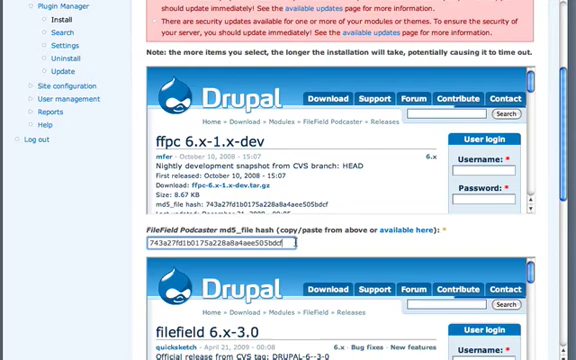 Plugin Manager
Install
Search
Settings
Uninstall
Update
Site configuration
User management
Reports
Help
Log out
should update immediately! See the available updates page for more information.
There are security updates available for one or more of your modules or themes. To ensure the security of
your server, you should update immediately! See the available updates page for more information.
Note: the more items you select, the longer the installation will take, potentially causing it to time out.
Drupal
Download Support Forum Contribute Contact
Home » Download » Modules » FileField Podcaster » Releases
Search
ffpc 6.x-1.x-dev
mfer - October 10, 2008 - 15:07
6.x
Nightly development snapshot from CVS branch: HEAD
First released: October 10, 2008 - 15:07
Download: ffpc-6.x-1.x-dev.tar.gz
Size: 8.67 KB
md5_file hash: 743a27fd1b0175a228a8a4aee505bdcf
User login
Username: *
Password: *
FileField Podcaster md5_file hash (copy/paste from above or available here): *
743a27fd1b0175a228a8a4aee505bdcf
Drupal
Download Support Forum Contribute Contact
Home » Download » Modules » FileField » Releases
Search
filefield 6.x-3.0
quicksketch - April 21, 2009 - 00:08
6.x · Bug fixes · New features
Official release from CVS tag: DRUPAL-6--3-0
User login
Username: *